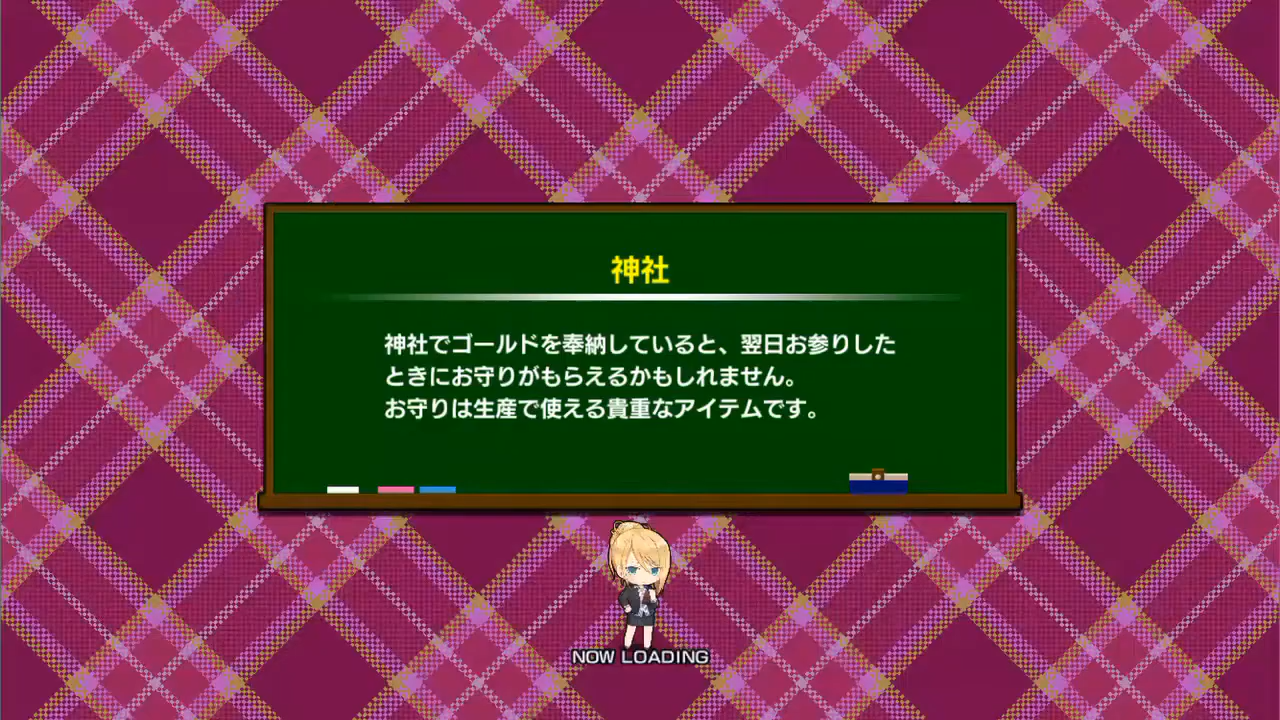 神社
神社でゴールドを奉納していると、翌日お参りした
ときにお守りがもらえるかもしれません。
お守りは生産で使える貴重なアイテムです。
NOW LOADING